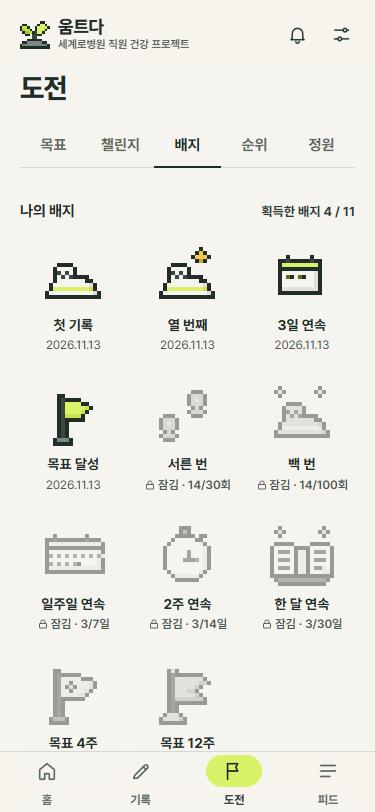 움트다
세계로병원 직원 건강 프로젝트
도전
목표 챌린지 배지 순위 정원
나의 배지 획득한 배지 4 / 11
첫 기록 열 번째 3일 연속
2026.11.13 2026.11.13 2026.11.13
목표 달성 서른 번 백 번
2026.11.13 잠김 · 14/30회 잠김 · 14/100회
일주일 연속 2주 연속 한 달 연속
잠김 · 3/7일 잠김 · 3/14일 잠김 · 3/30일
목표 4주 목표 12주
홈 기록 도전 피드